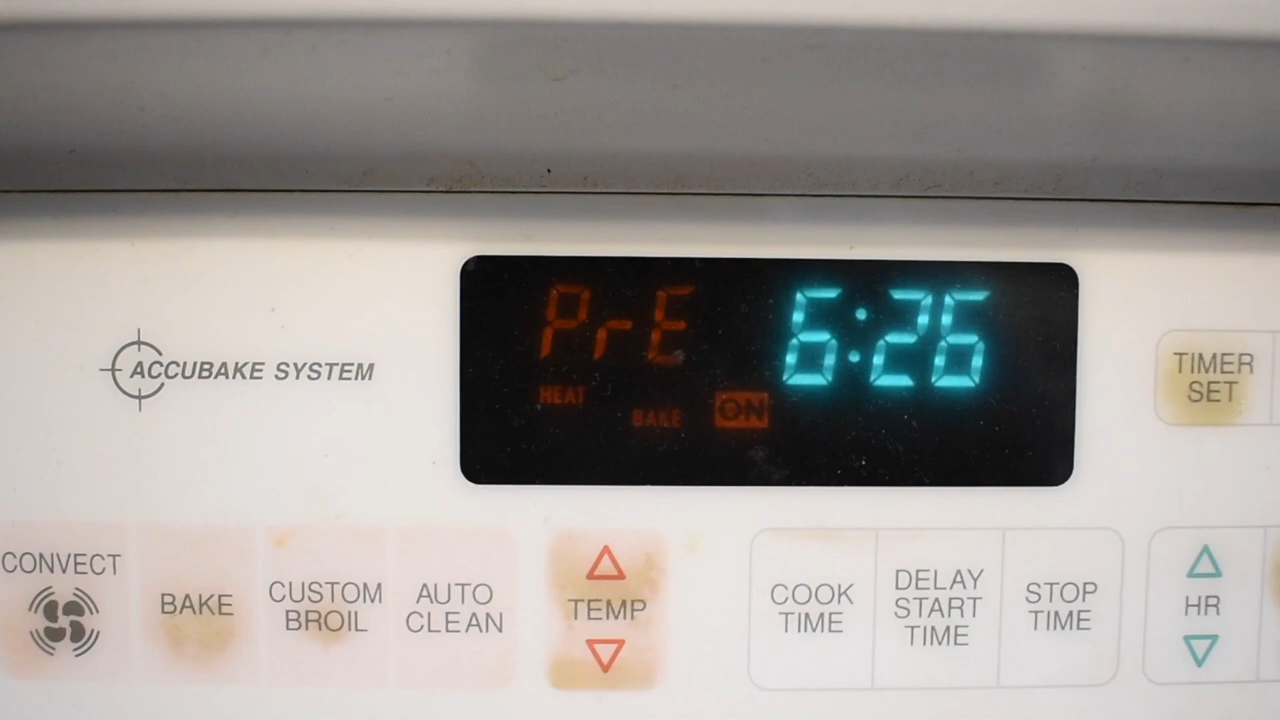 PrE 6:26
HEAT
BAKE
ON
ACCUBAKE SYSTEM
TIMER
SET
CONVECT
BAKE
CUSTOM
BROIL
AUTO
CLEAN
TEMP
COOK
TIME
DELAY
START
TIME
STOP
TIME
HR